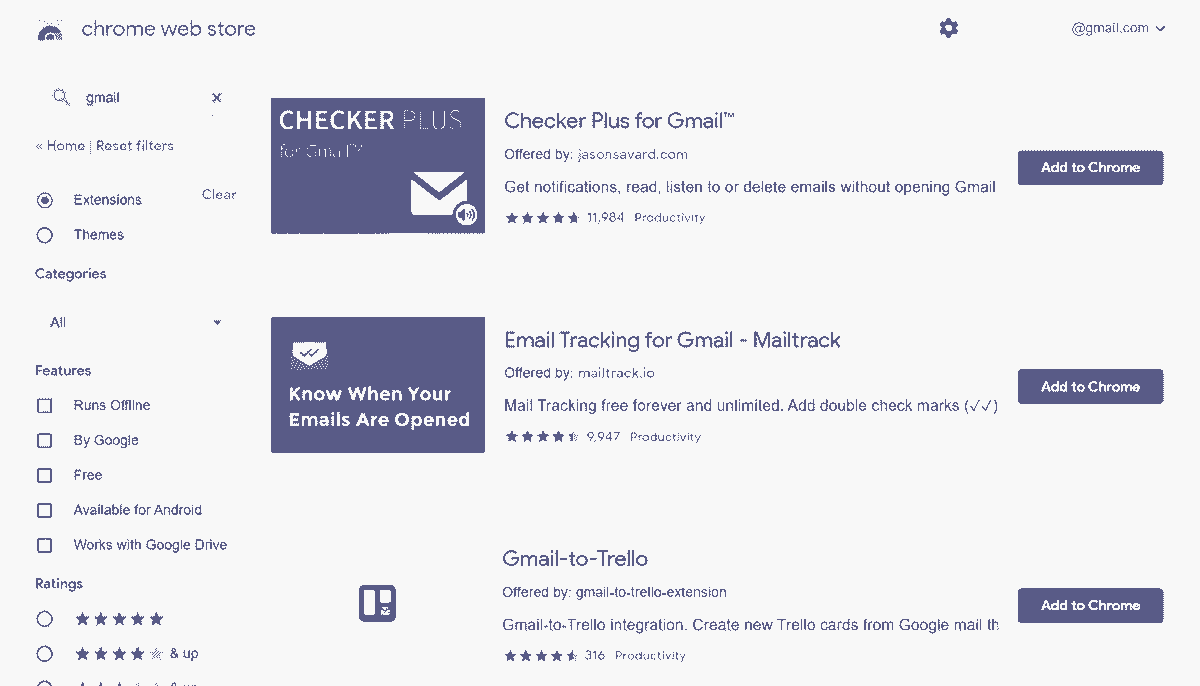 chrome web store
@gmail.com
gmail
« Home | Reset filters
Extensions
Clear
Themes
Categories
All
Features
Runs Offline
By Google
Free
Available for Android
Works with Google Drive
Ratings
& up
CHECKER PLUS
for Gmail™
Checker Plus for Gmail™
Offered by: jasonsavard.com
Get notifications, read, listen to or delete emails without opening Gmail
11,984 Productivity
Add to Chrome
Know When Your
Emails Are Opened
Email Tracking for Gmail - Mailtrack
Offered by: mailtrack.io
Mail Tracking free forever and unlimited. Add double check marks (✓✓)
9,947 Productivity
Add to Chrome
Gmail-to-Trello
Offered by: gmail-to-trello-extension
Gmail-to-Trello integration. Create new Trello cards from Google mail th
316 Productivity
Add to Chrome